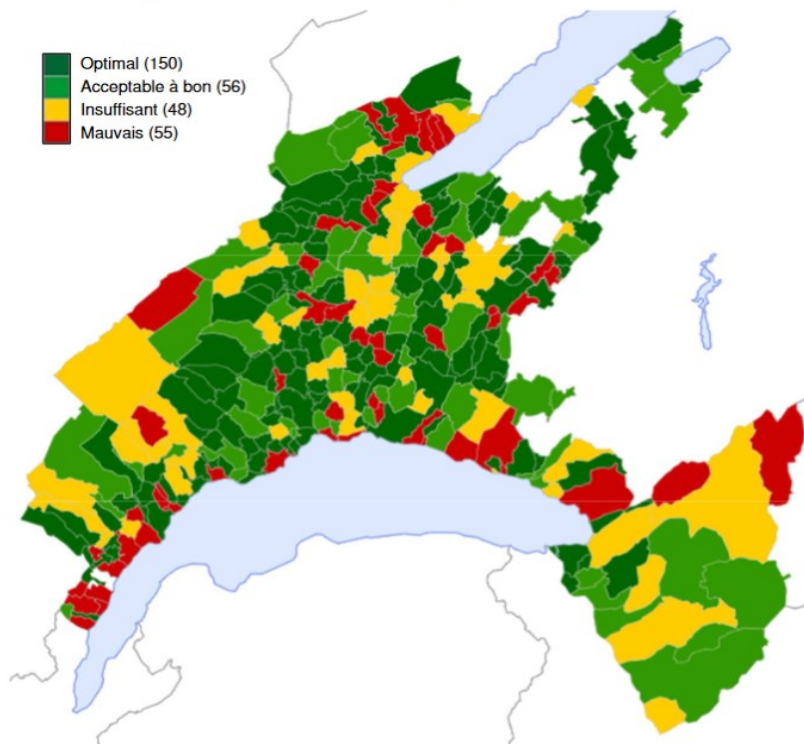 Optimal (150)
Acceptable à bon (56)
Insuffisant (48)
Mauvais (55)